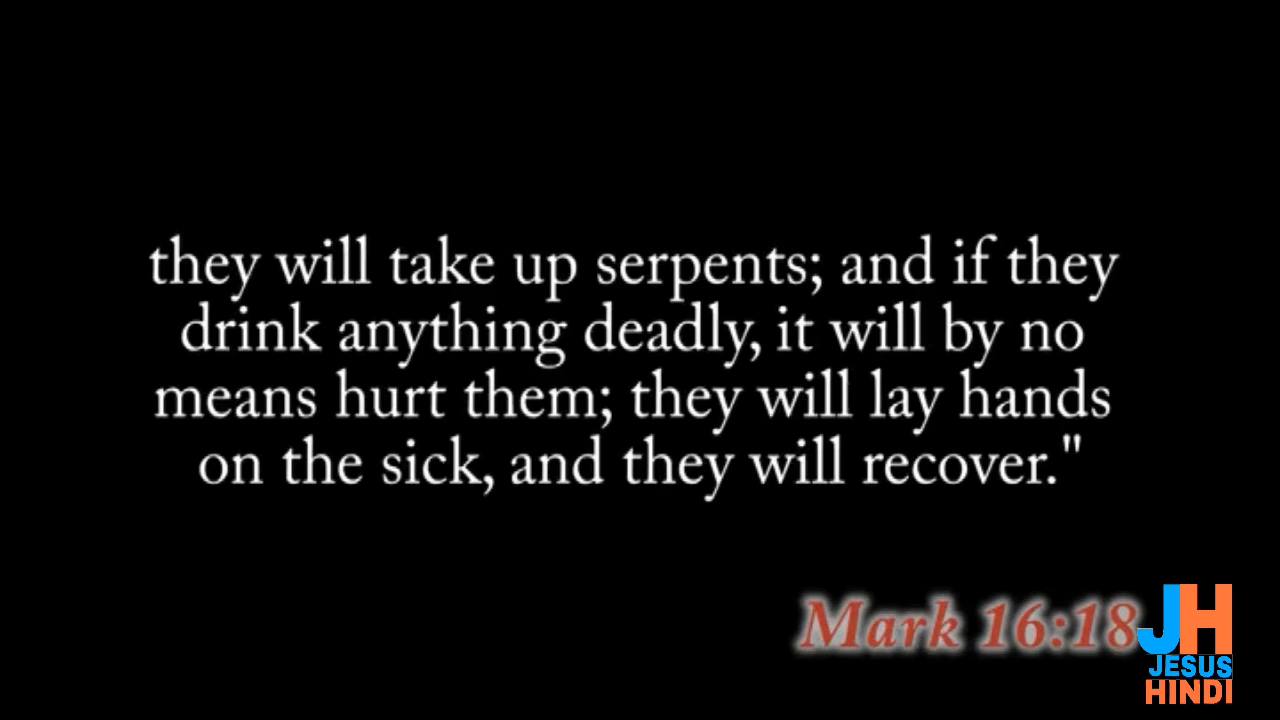 they will take up serpents; and if they
drink anything deadly, it will by no
means hurt them; they will lay hands
on the sick, and they will recover."
Mark 16:18
JH
JESUS
HINDI